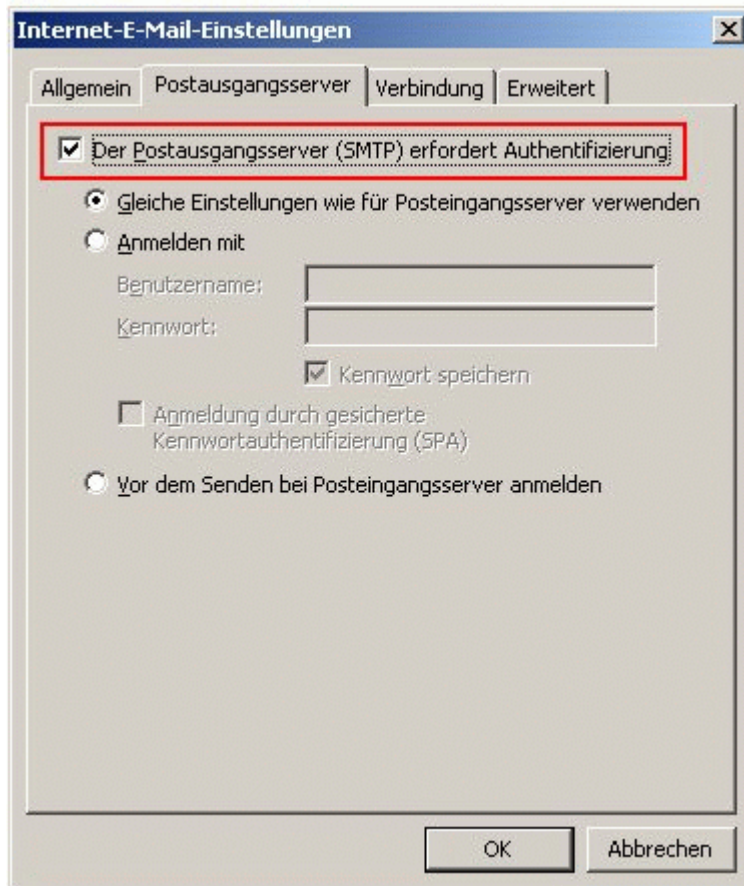 Internet-E-Mail-Einstellungen
Allgemein Postausgangsserver Verbindung Erweitert
Der Postausgangsserver (SMTP) erfordert Authentifizierung
Gleiche Einstellungen wie für Posteingangsserver verwenden
Anmelden mit
Benutzername:
Kennwort:
Kennwort speichern
Anmeldung durch gesicherte
Kennwortauthentifizierung (SPA)
Vor dem Senden bei Posteingangsserver anmelden
OK Abbrechen